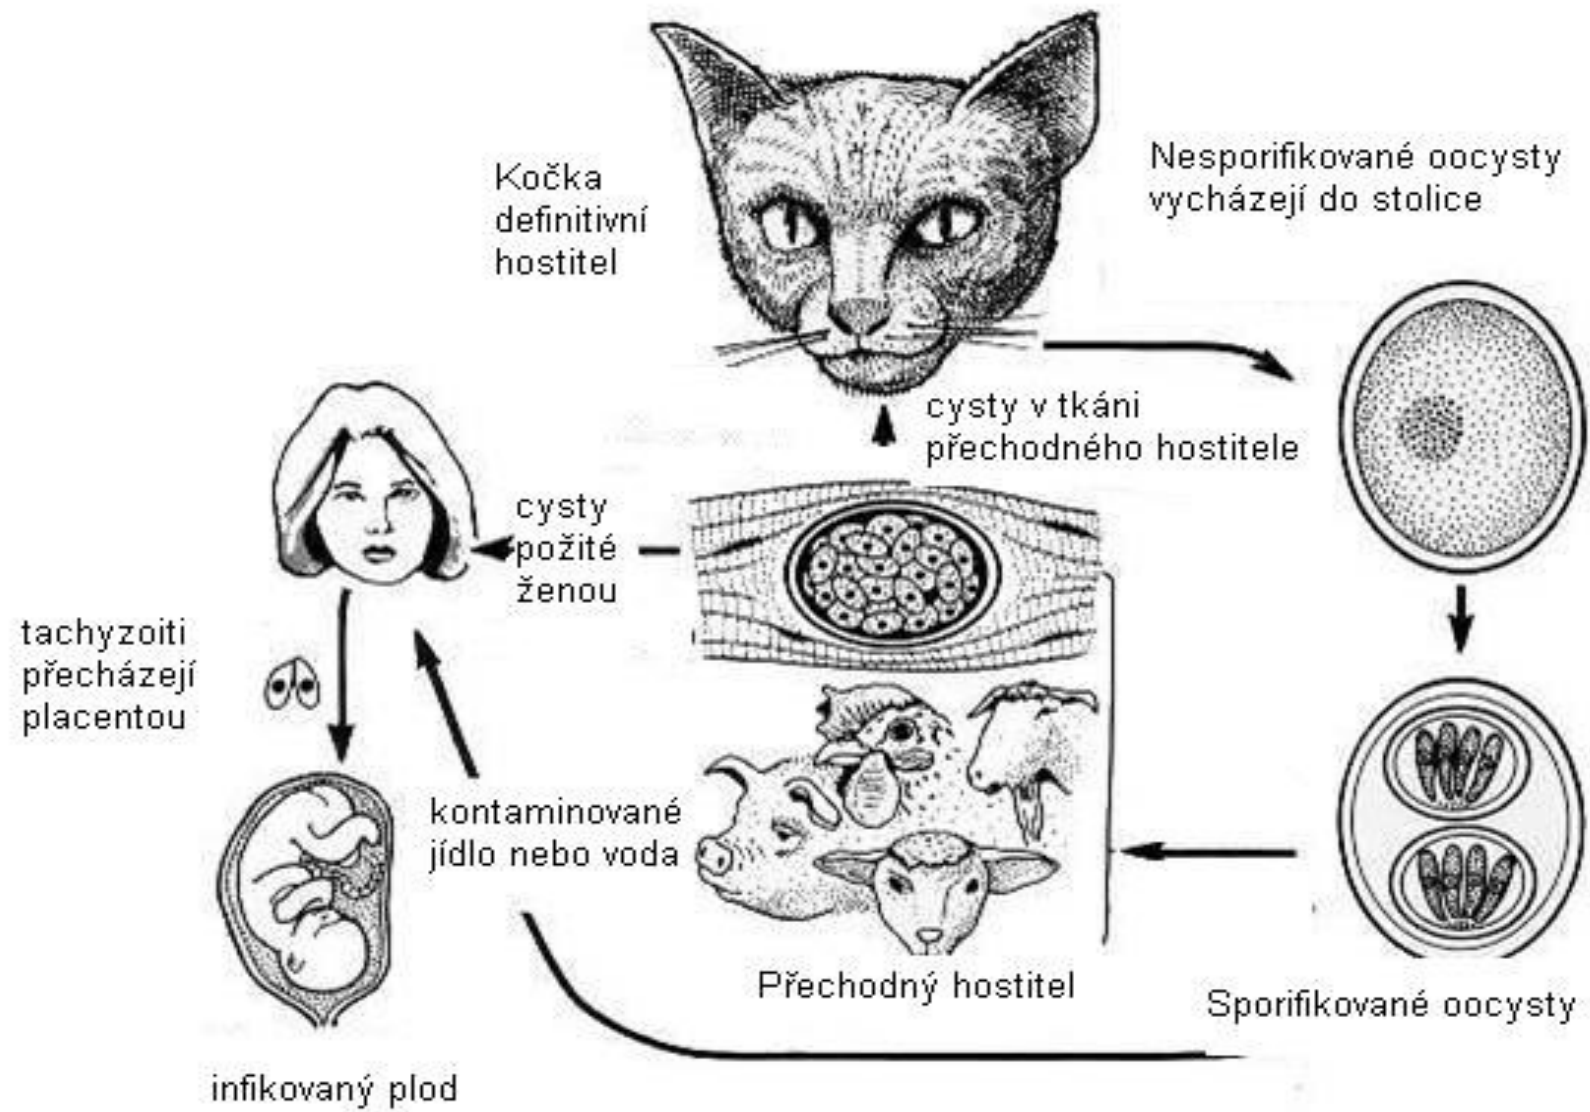 Kočka
definitivní
hostitel
Nesporifikované oocysty
vycházejí do stolice
cysty v tkáni
přechodného hostitele
cysty
požité
ženou
tachyzoiti
přecházejí
placentou
kontaminované
jídlo nebo voda
Přechodný hostitel
Sporifikované oocysty
infikovaný plod